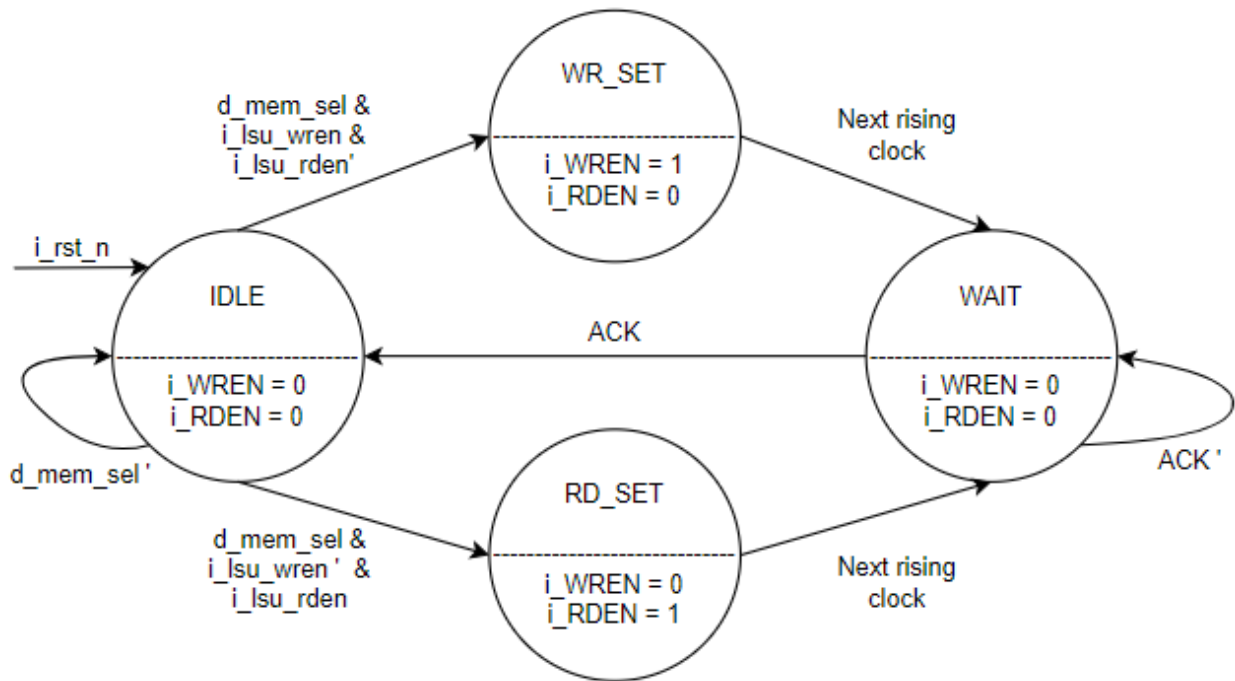 WR_SET
i_WREN = 1
i_RDEN = 0
d_mem_sel &
i_lsu_wren &
i_lsu_rden'
Next rising
clock
i_rst_n
IDLE
i_WREN = 0
i_RDEN = 0
d_mem_sel '
ACK
WAIT
i_WREN = 0
i_RDEN = 0
ACK '
RD_SET
i_WREN = 0
i_RDEN = 1
d_mem_sel &
i_lsu_wren ' &
i_lsu_rden
Next rising
clock